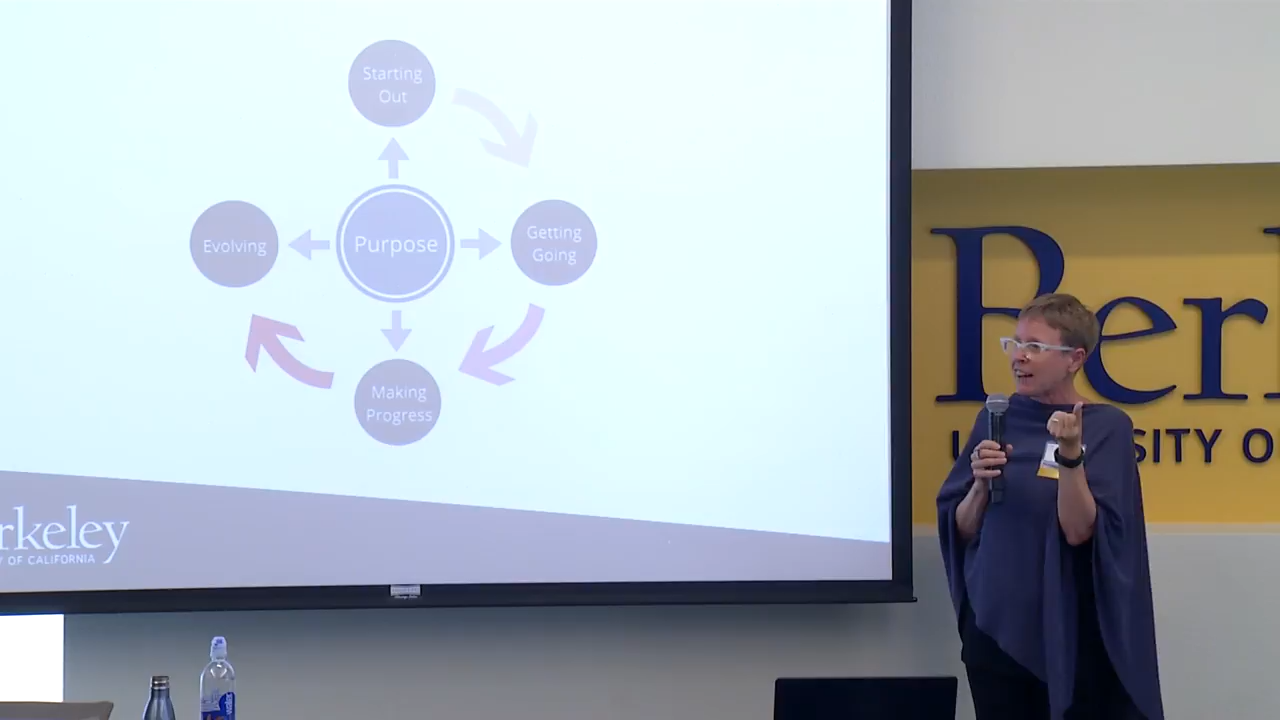 Starting
Out
Evolving
Purpose
Getting
Going
Making
Progress
rkeley
Y OF CALIFORNIA
Ber
U
SITY O